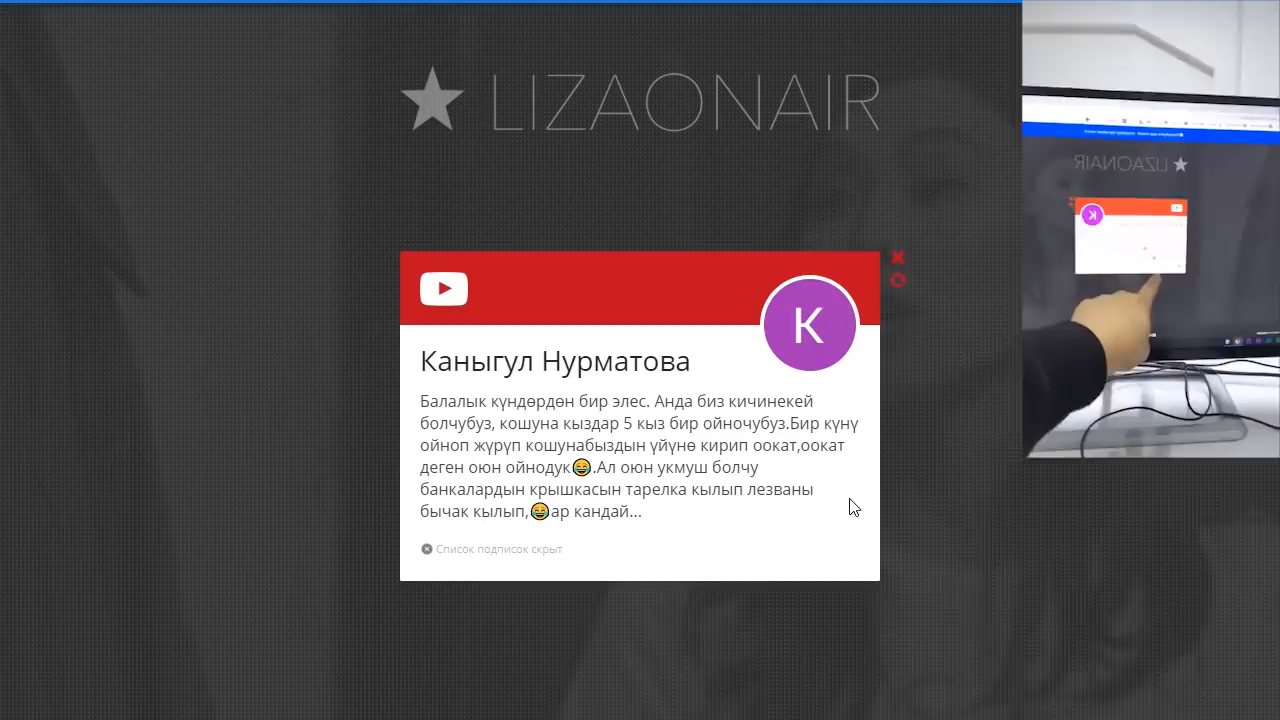 LIZAONAIR
Каныгул Нурматова
K
Балалык күндөрдөн бир элес. Анда биз кичинекей
болчубуз, кошуна кыздар 5 кыз бир ойночубуз.Бир күнү
ойноп жүрүп кошунабыздын үйүнө кирип оокат,оокат
деген оюн ойнодук😂.Ал оюн укмуш болчу
банкалардын крышкасын тарелка кылып лезваны
бычак кылып,😂ар кандай...
Список подписок скрыт
LIZAONAIR
K